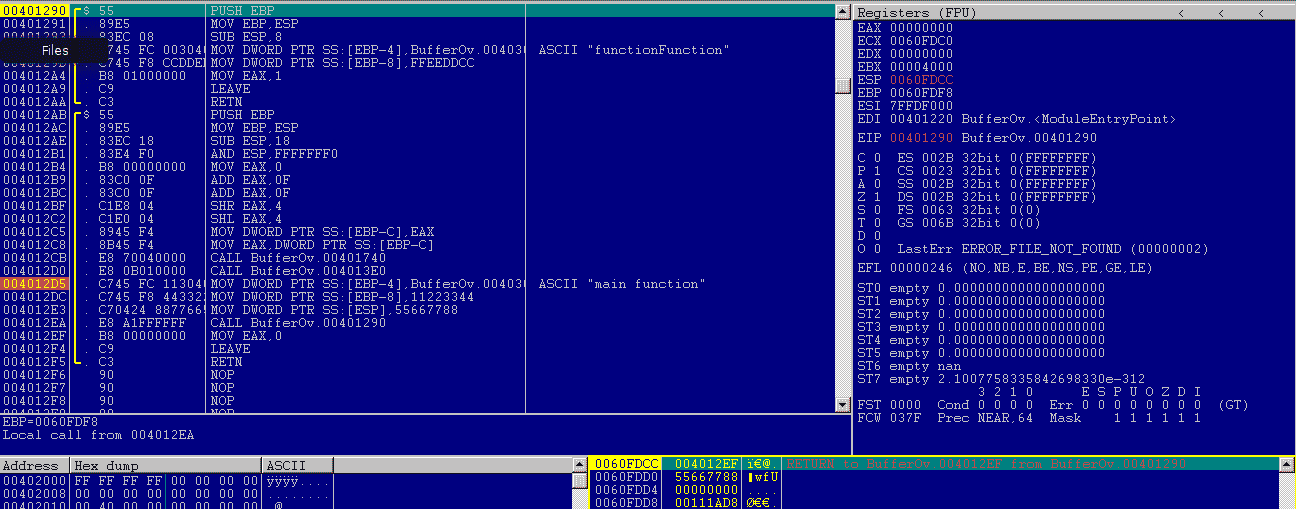 00401290 $ 55 PUSH EBP
00401291 . 89E5 MOV EBP,ESP
83EC 08 SUB ESP,8
Files
745 FC 00304 MOV DWORD PTR SS:[EBP-4],BufferOv.00403 ASCII "functionFunction"
C745 F8 CCDDE MOV DWORD PTR SS:[EBP-8],FFEEDDCC
004012A4 . B8 01000000 MOV EAX,1
004012A9 . C9 LEAVE
004012AA . C3 RETN
004012AB $ 55 PUSH EBP
004012AC . 89E5 MOV EBP,ESP
004012AE . 83EC 18 SUB ESP,18
004012B1 . 83E4 F0 AND ESP,FFFFFFF0
004012B4 . B8 00000000 MOV EAX,0
004012B9 . 83C0 0F ADD EAX,0F
004012BC . 83C0 0F ADD EAX,0F
004012BF . C1E8 04 SHR EAX,4
004012C2 . C1E0 04 SHL EAX,4
004012C5 . 8945 F4 MOV DWORD PTR SS:[EBP-C],EAX
004012C8 . 8B45 F4 MOV EAX,DWORD PTR SS:[EBP-C]
004012CB . E8 70040000 CALL BufferOv.00401740
004012D0 . E8 0B010000 CALL BufferOv.004013E0
004012D5 . C745 FC 11304 MOV DWORD PTR SS:[EBP-4],BufferOv.00403 ASCII "main function"
004012DC . C745 F8 44332 MOV DWORD PTR SS:[EBP-8],11223344
004012E3 . C70424 887766 MOV DWORD PTR SS:[ESP],55667788
004012EA . E8 A1FFFFFF CALL BufferOv.00401290
004012EF . B8 00000000 MOV EAX,0
004012F4 . C9 LEAVE
004012F5 . C3 RETN
004012F6 90 NOP
004012F7 90 NOP
004012F8 90 NOP
90 NOP
EBP=0060FDF8
Local call from 004012EA
Registers (FPU) < < <
EAX 00000000
ECX 0060FDC0
EDX 00000000
EBX 00004000
ESP 0060FDCC
EBP 0060FDF8
ESI 7FFDF000
EDI 00401220 BufferOv.<ModuleEntryPoint>
EIP 00401290 BufferOv.00401290
C 0 ES 002B 32bit 0(FFFFFFFF)
P 1 CS 0023 32bit 0(FFFFFFFF)
A 0 SS 002B 32bit 0(FFFFFFFF)
Z 1 DS 002B 32bit 0(FFFFFFFF)
S 0 FS 0063 32bit 0(0)
T 0 GS 006B 32bit 0(0)
D 0
O 0 LastErr ERROR_FILE_NOT_FOUND (00000002)
EFL 00000246 (NO,NB,E,BE,NS,PE,GE,LE)
ST0 empty 0.0000000000000000000
ST1 empty 0.0000000000000000000
ST2 empty 0.0000000000000000000
ST3 empty 0.0000000000000000000
ST4 empty 0.0000000000000000000
ST5 empty 0.0000000000000000000
ST6 empty nan
ST7 empty 2.1007758335842698330e-312
3 2 1 0 E S P U O Z D I
FST 0000 Cond 0 0 0 0 Err 0 0 0 0 0 0 0 0 (GT)
FCW 037F Prec NEAR,64 Mask 1 1 1 1 1 1
Address Hex dump ASCII
00402000 FF FF FF FF 00 00 00 00 ÿÿÿÿ....
00402008 00 00 00 00 00 00 00 00 ........
0060FDCC 004012EF RETURN to BufferOv.004012EF from BufferOv.00401290
0060FDD0 55667788
0060FDD4 00000000 ....
0060FDD8 00111AD8